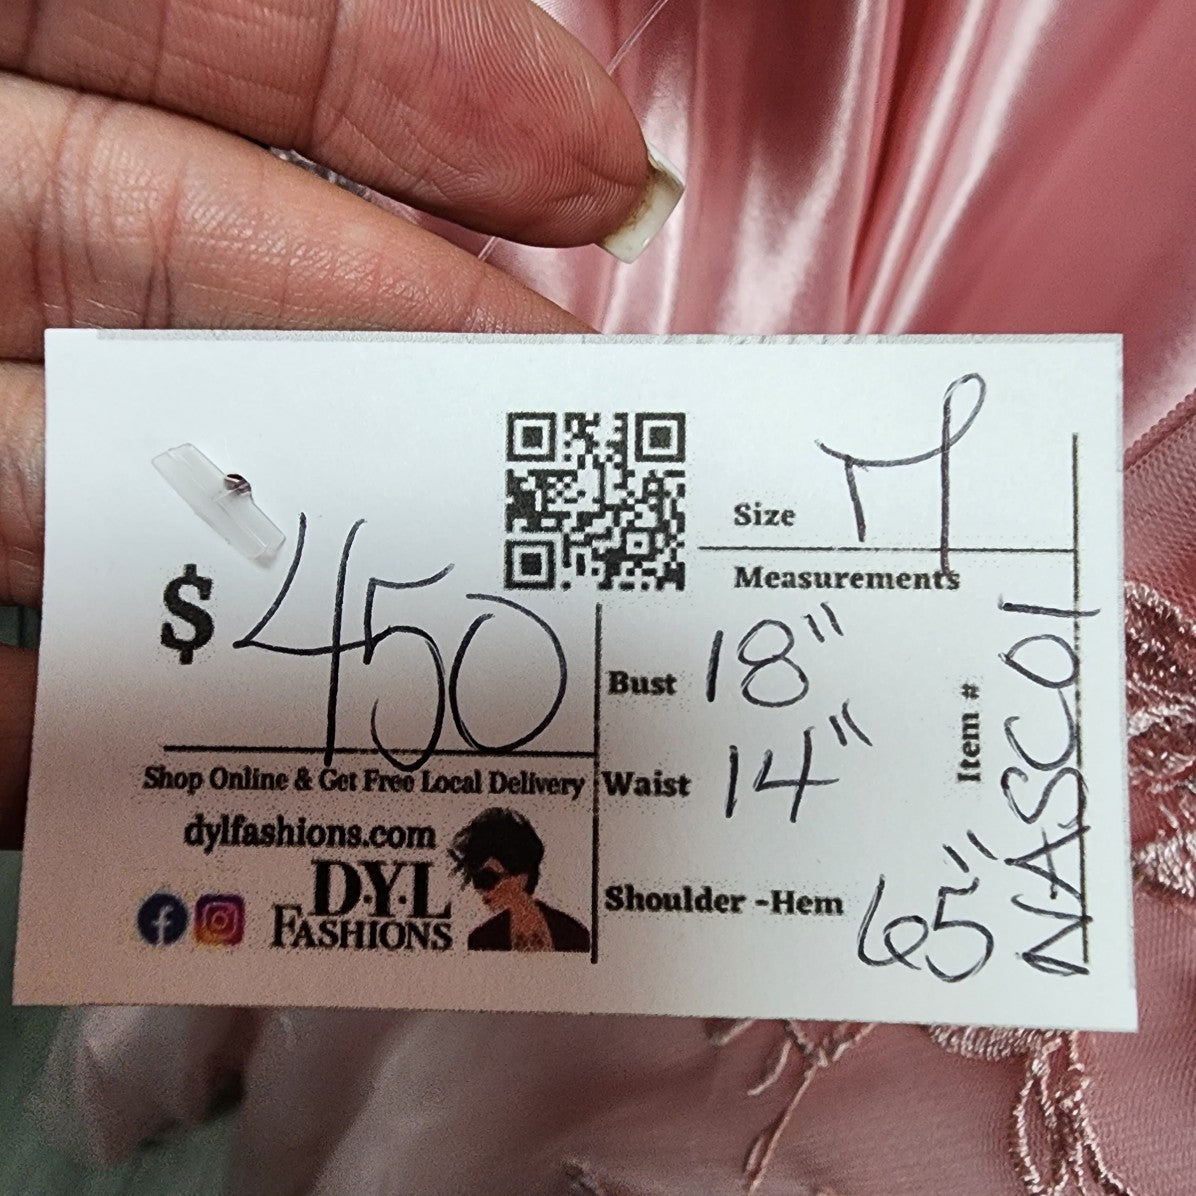 $ 450
Shop Online & Get Free Local Delivery
dylfashions.com
D·Y·L
FASHIONS
Size M
Measurements
Bust 18"
Waist 14"
Shoulder -Hem 65"
Item # NASC01